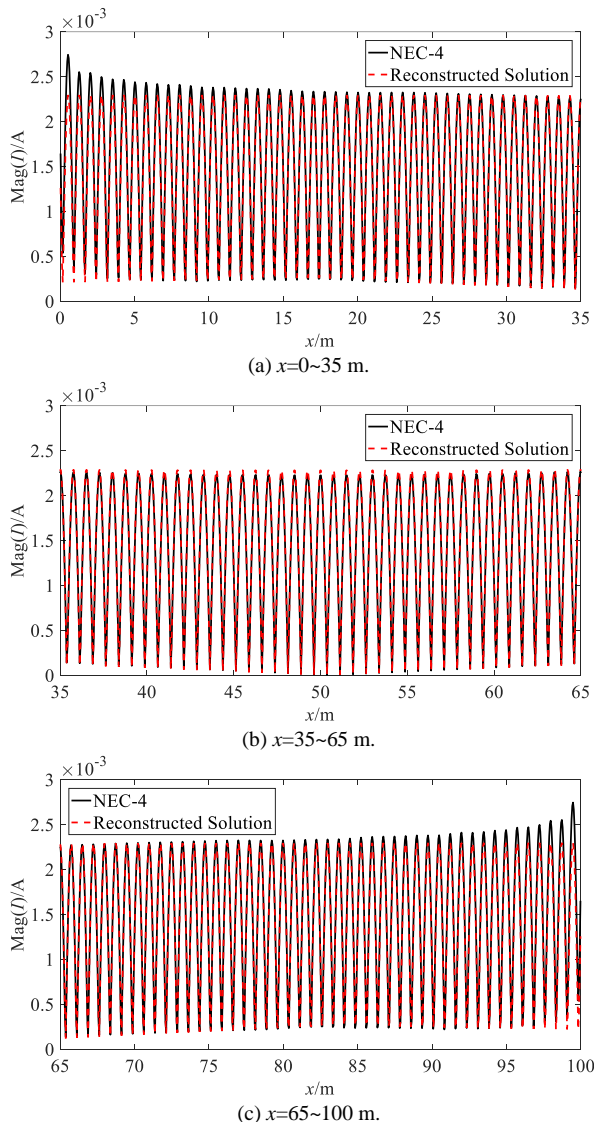 ×10⁻³
3
2.5
2
1.5
1
0.5
0
Mag(I)/A
NEC-4
Reconstructed Solution
0 5 10 15 20 25 30 35
x/m
(a) x=0~35 m.
×10⁻³
3
2.5
2
1.5
1
0.5
0
Mag(I)/A
NEC-4
Reconstructed Solution
35 40 45 50 55 60 65
x/m
(b) x=35~65 m.
×10⁻³
3
2.5
2
1.5
1
0.5
0
Mag(I)/A
NEC-4
Reconstructed Solution
65 70 75 80 85 90 95 100
x/m
(c) x=65~100 m.